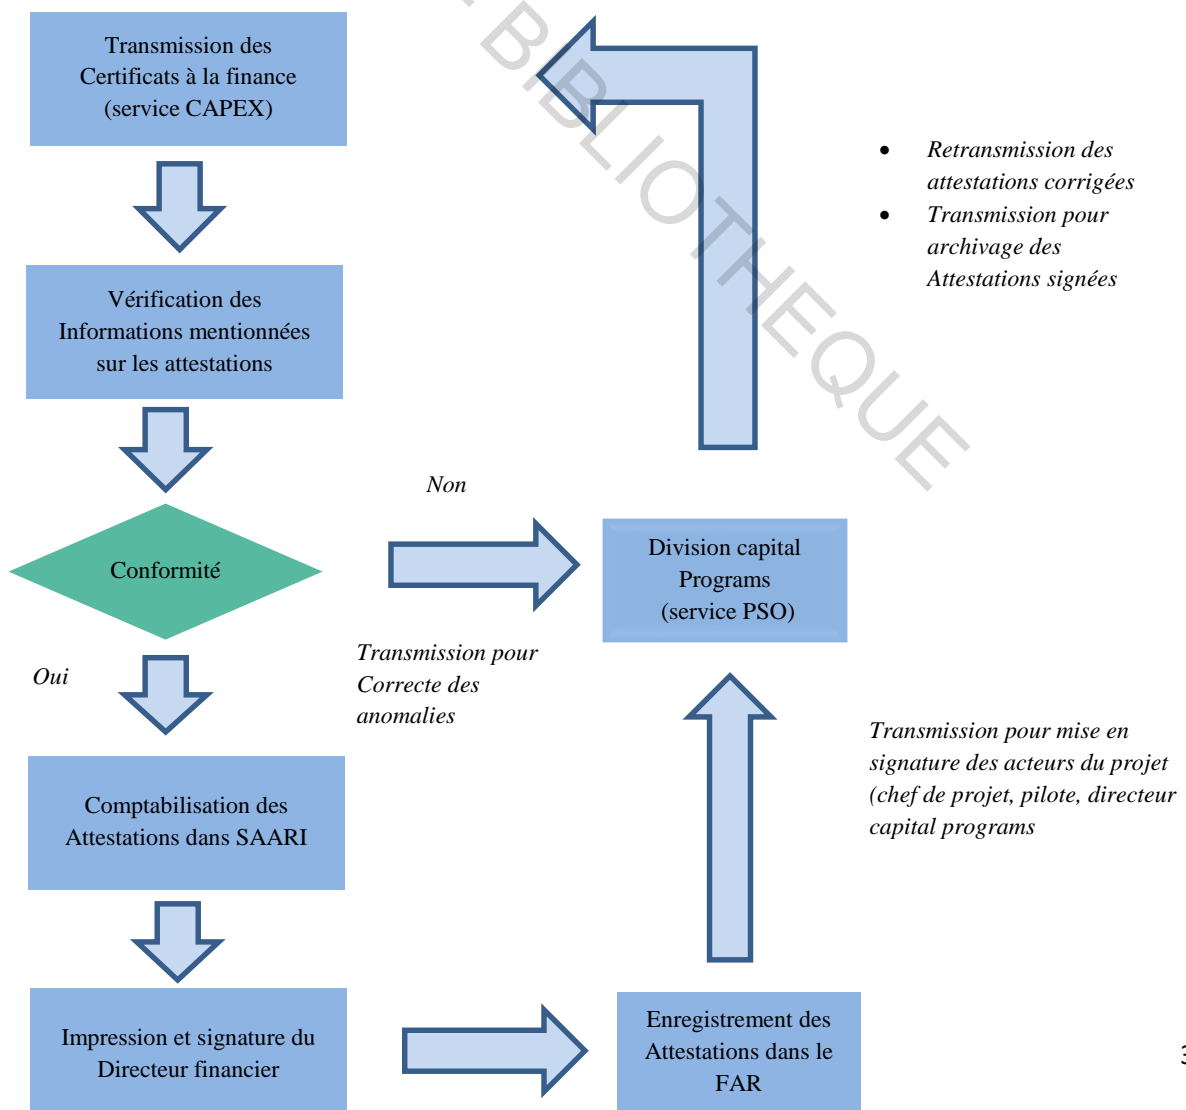 Transmission des
Certificats à la finance
(service CAPEX)
BIBLIOTHEQUE
• Retransmission des
attestations corrigées
• Transmission pour
archivage des
Attestations signées
Vérification des
Informations mentionnées
sur les attestations
Non
Conformité
Division capital
Programs
(service PSO)
Oui
Transmission pour
Correcte des
anomalies
Transmission pour mise en
signature des acteurs du projet
(chef de projet, pilote, directeur
capital programs
Comptabilisation des
Attestations dans SAARI
Impression et signature du
Directeur financier
Enregistrement des
Attestations dans le
FAR